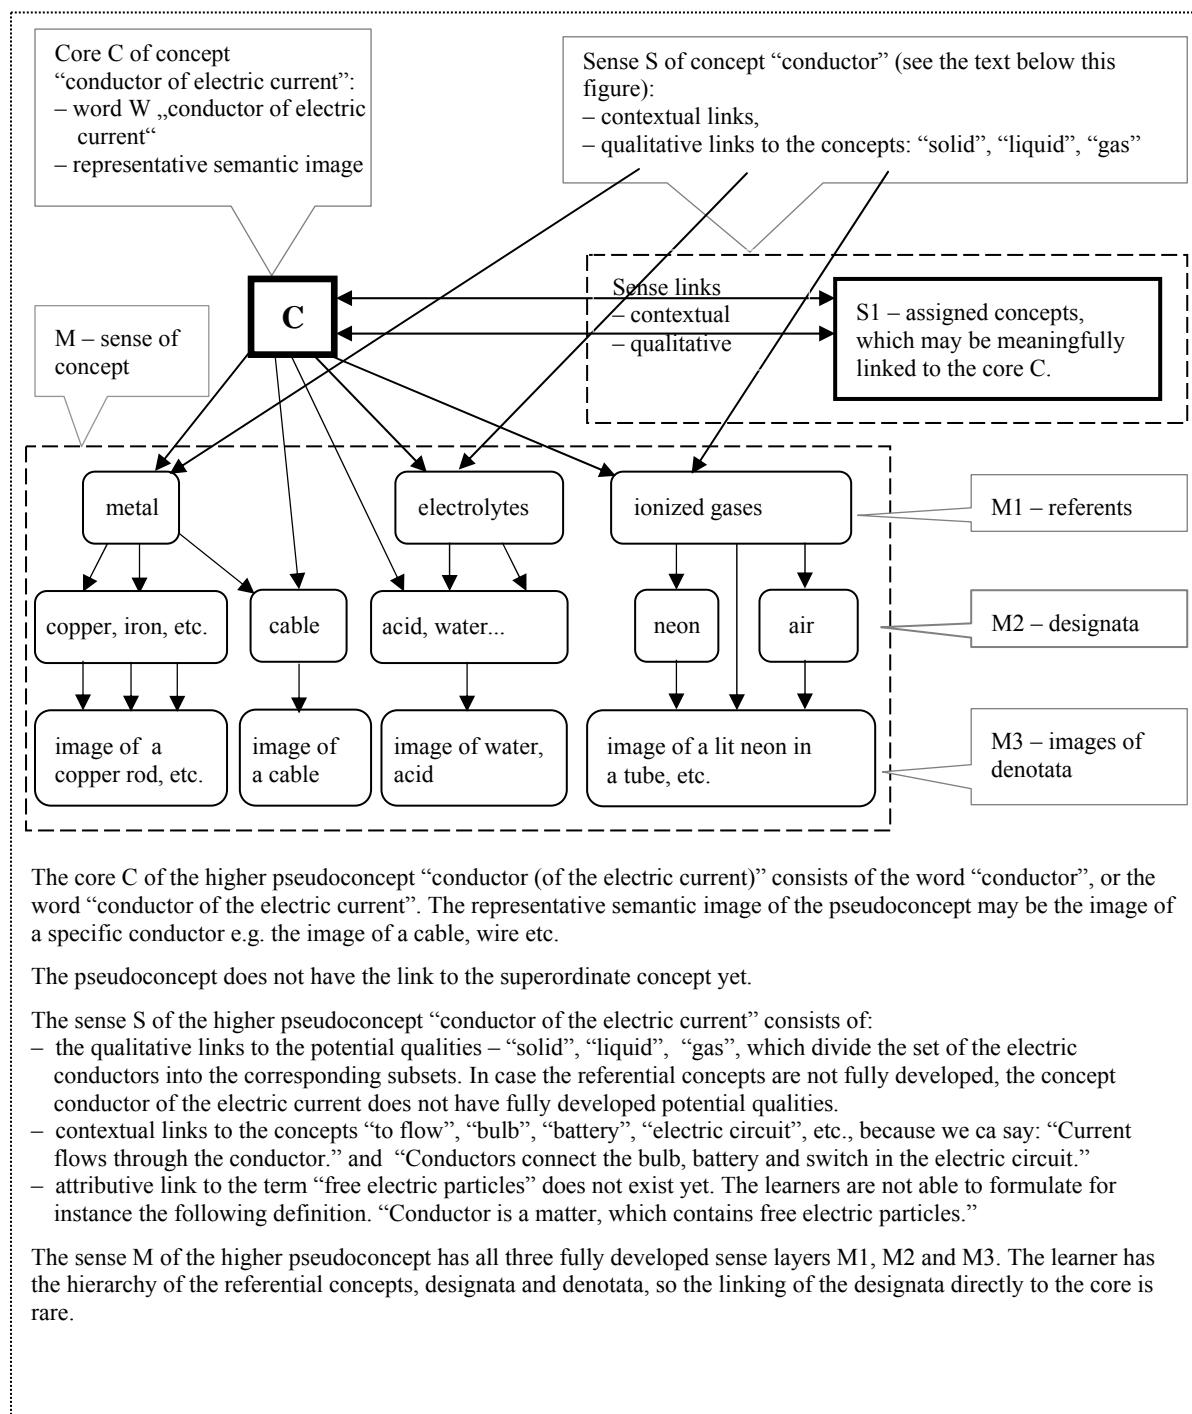 Core C of concept
“conductor of electric current”:
– word W „conductor of electric
current“
– representative semantic image
Sense S of concept “conductor” (see the text below this
figure):
– contextual links,
– qualitative links to the concepts: “solid”, “liquid”, “gas”
C
Sense links
– contextual
– qualitative
S1 – assigned concepts,
which may be meaningfully
linked to the core C.
M – sense of
concept
metal
electrolytes
ionized gases
M1 – referents
copper, iron, etc.
cable
acid, water...
neon
air
M2 – designata
image of a
copper rod, etc.
image of
a cable
image of water,
acid
image of a lit neon in
a tube, etc.
M3 – images of
denotata
The core C of the higher pseudoconcept “conductor (of the electric current)” consists of the word “conductor”, or the
word “conductor of the electric current”. The representative semantic image of the pseudoconcept may be the image of
a specific conductor e.g. the image of a cable, wire etc.
The pseudoconcept does not have the link to the superordinate concept yet.
The sense S of the higher pseudoconcept “conductor of the electric current” consists of:
– the qualitative links to the potential qualities – “solid”, “liquid”, “gas”, which divide the set of the electric
conductors into the corresponding subsets. In case the referential concepts are not fully developed, the concept
conductor of the electric current does not have fully developed potential qualities.
– contextual links to the concepts “to flow”, “bulb”, “battery”, “electric circuit”, etc., because we ca say: “Current
flows through the conductor.” and “Conductors connect the bulb, battery and switch in the electric circuit.”
– attributive link to the term “free electric particles” does not exist yet. The learners are not able to formulate for
instance the following definition. “Conductor is a matter, which contains free electric particles.”
The sense M of the higher pseudoconcept has all three fully developed sense layers M1, M2 and M3. The learner has
the hierarchy of the referential concepts, designata and denotata, so the linking of the designata directly to the core is
rare.